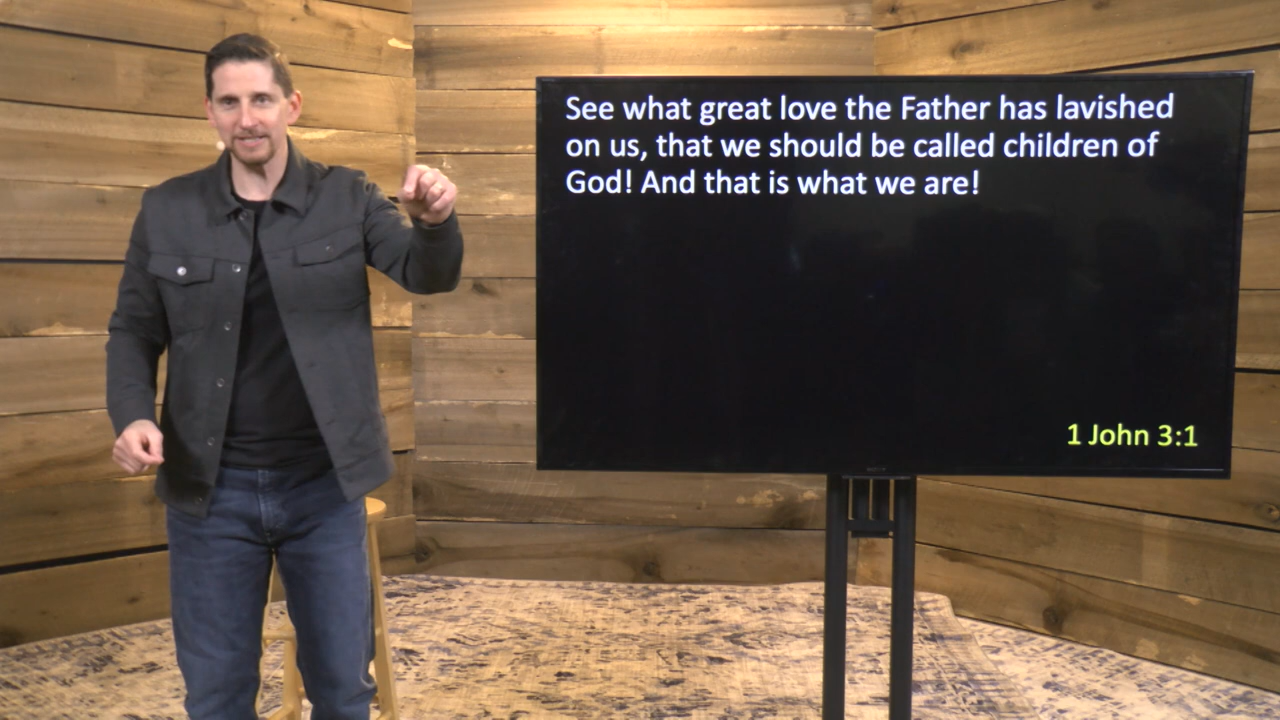 See what great love the Father has lavished
on us, that we should be called children of
God! And that is what we are!
1 John 3:1